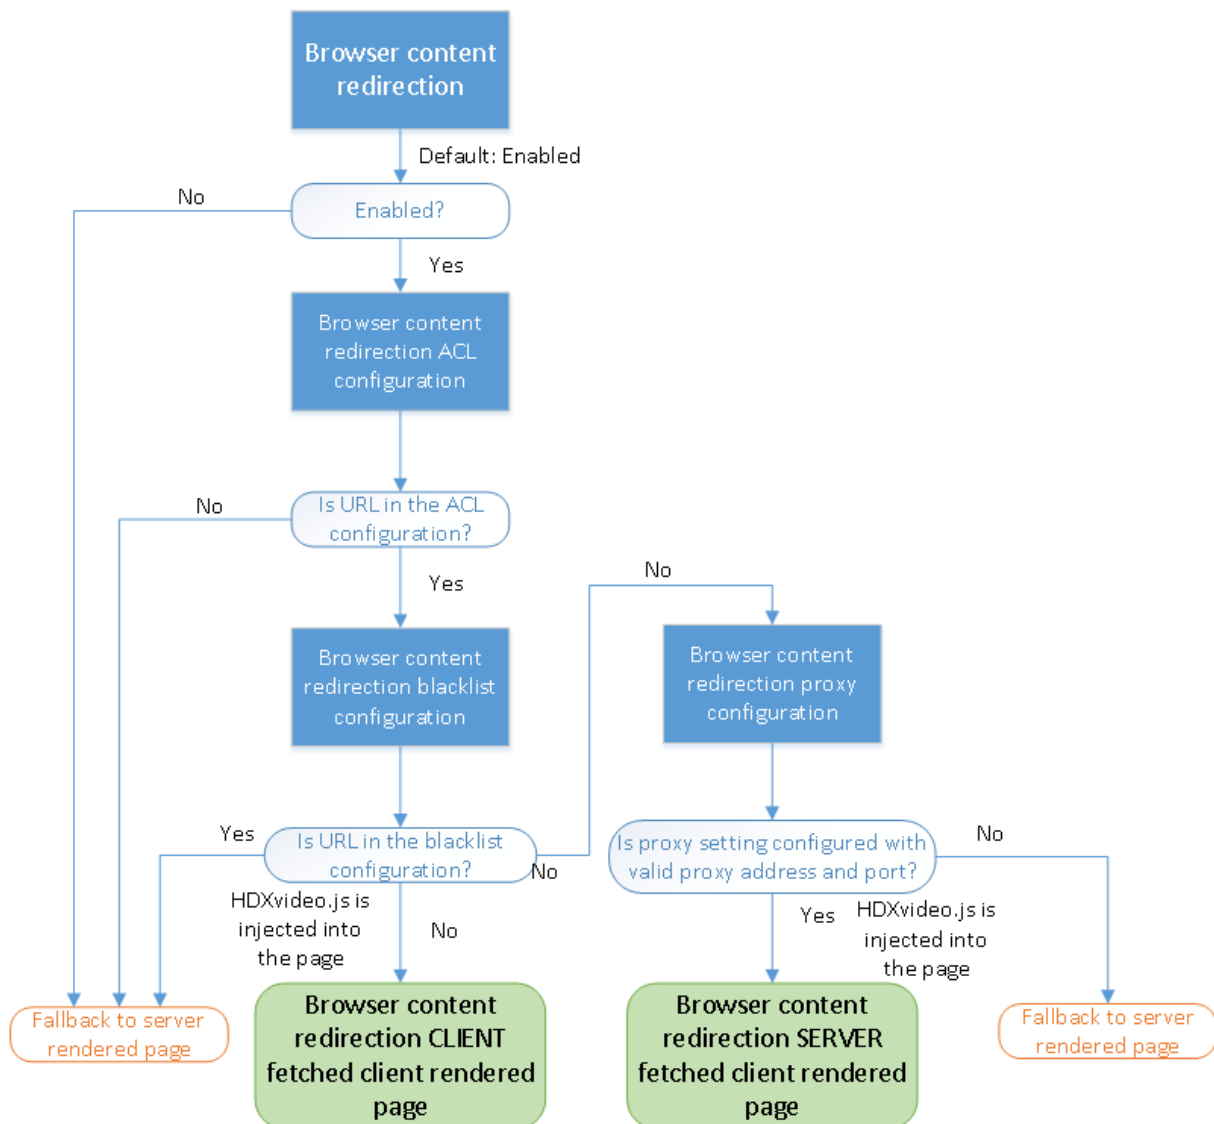 Browser content
redirection
Default: Enabled
No
Enabled?
Yes
Browser content
redirection ACL
configuration
No
Is URL in the ACL
configuration?
Yes
No
Browser content
redirection blacklist
configuration
Browser content
redirection proxy
configuration
Yes
Is URL in the blacklist
configuration?
No
Is proxy setting configured with
valid proxy address and port?
No
HDXvideo.js is
injected into
the page
No
Yes
HDXvideo.js is
injected into
the page
Fallback to server
rendered page
Browser content
redirection CLIENT
fetched client rendered
page
Browser content
redirection SERVER
fetched client rendered
page
Fallback to server
rendered page